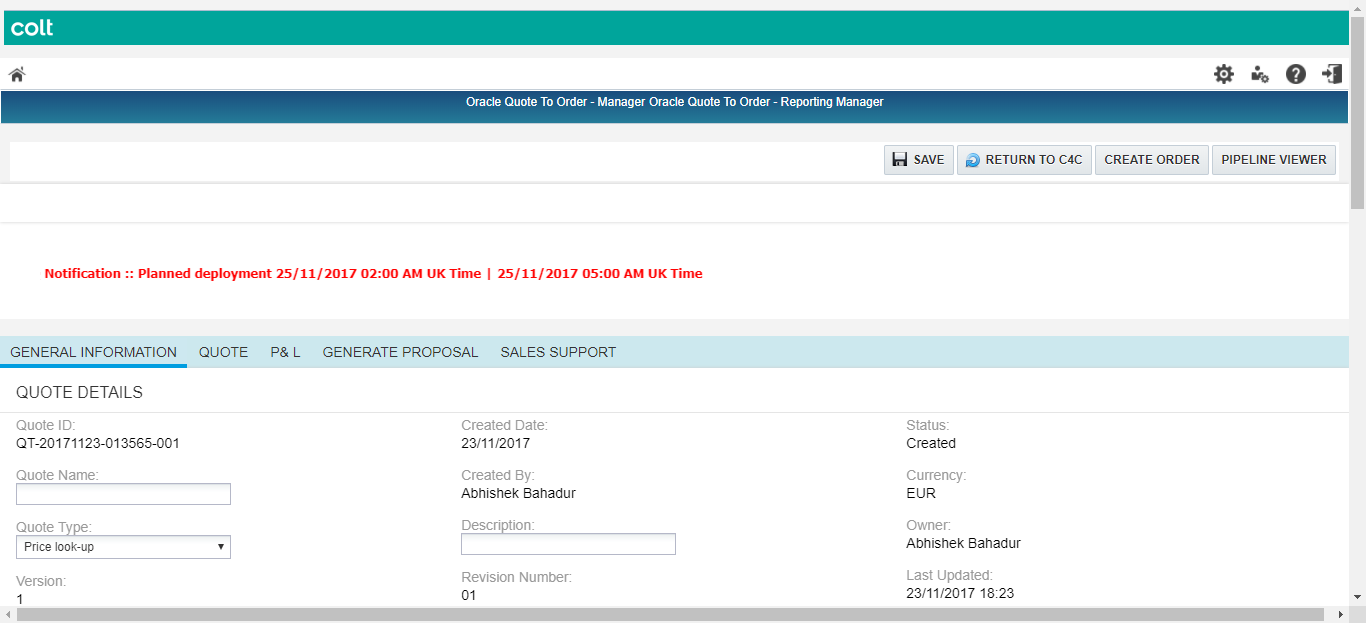 colt
Oracle Quote To Order - Manager Oracle Quote To Order - Reporting Manager
SAVE RETURN TO C4C CREATE ORDER PIPELINE VIEWER
Notification :: Planned deployment 25/11/2017 02:00 AM UK Time | 25/11/2017 05:00 AM UK Time
GENERAL INFORMATION QUOTE P& L GENERATE PROPOSAL SALES SUPPORT
QUOTE DETAILS
Quote ID: Created Date: Status:
QT-20171123-013565-001 23/11/2017 Created
Quote Name: Created By: Currency:
Abhishek Bahadur EUR
Quote Type: Description: Owner:
Price look-up Abhishek Bahadur
Version: Revision Number: Last Updated:
1 01 23/11/2017 18:23